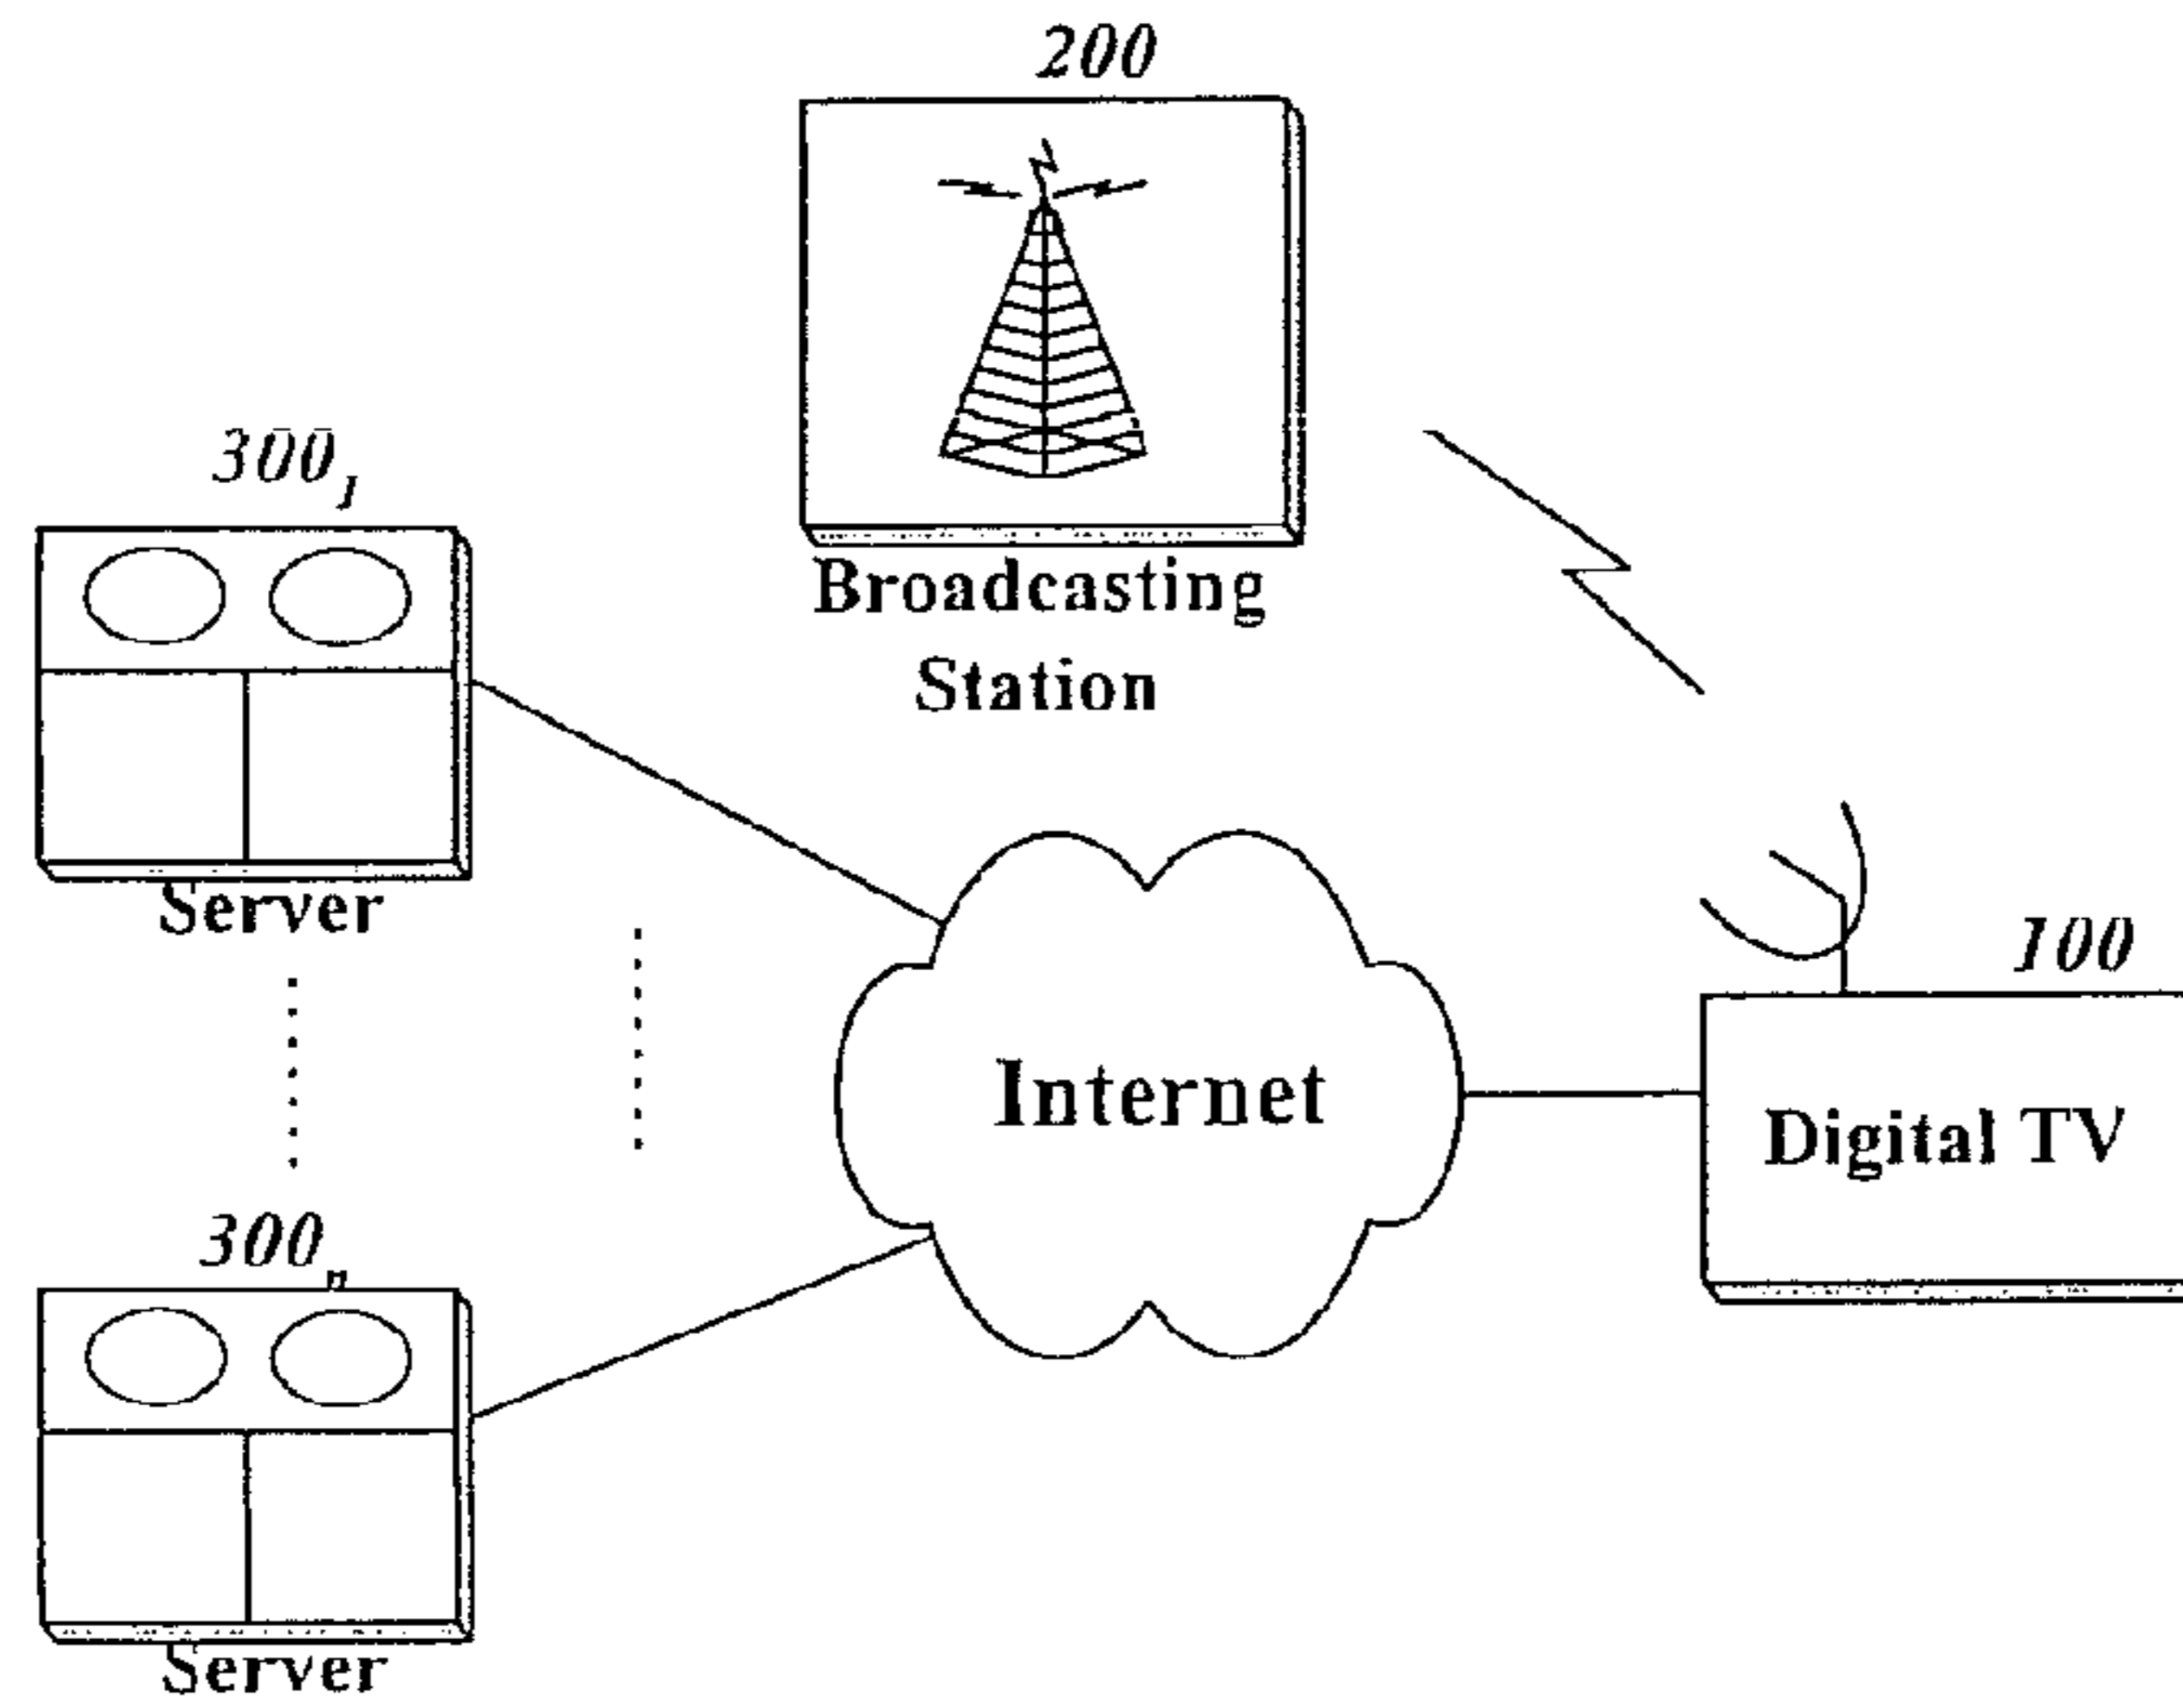 200
Broadcasting
Station
300₁
Server
100
Digital TV
Internet
300ₙ
Server